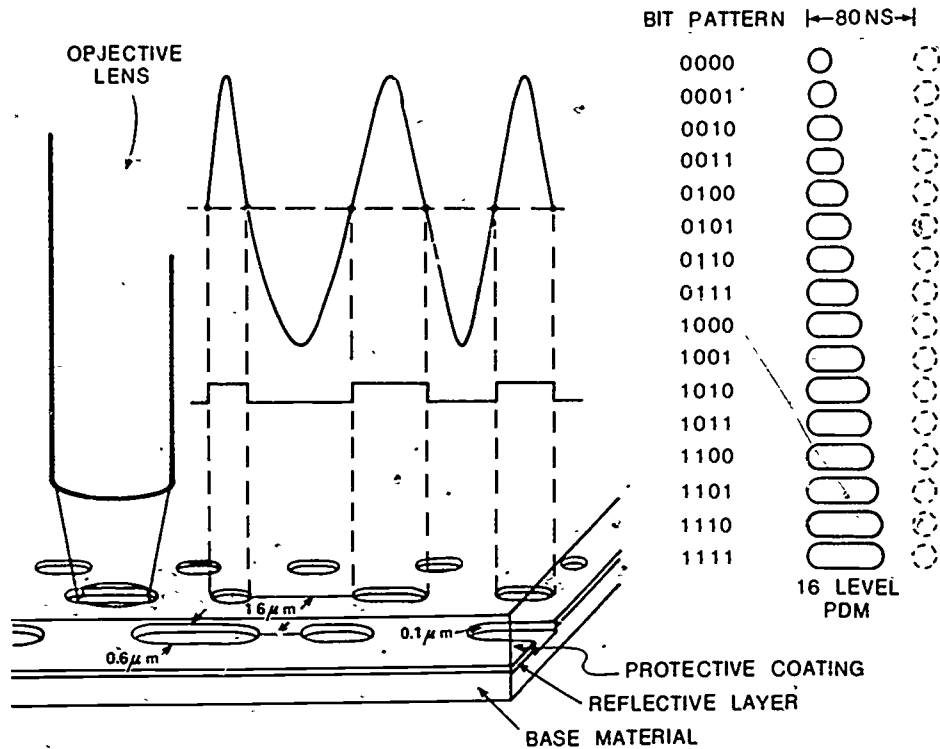 OPJECTIVE
LENS
BIT PATTERN
80 NS
0000
0001
0010
0011
0100
0101
0110
0111
1000
1001
1010
1011
1100
1101
1110
1111
16 LEVEL
PDM
1 6 μm
0.1 μm
0.6 μm
PROTECTIVE COATING
REFLECTIVE LAYER
BASE MATERIAL